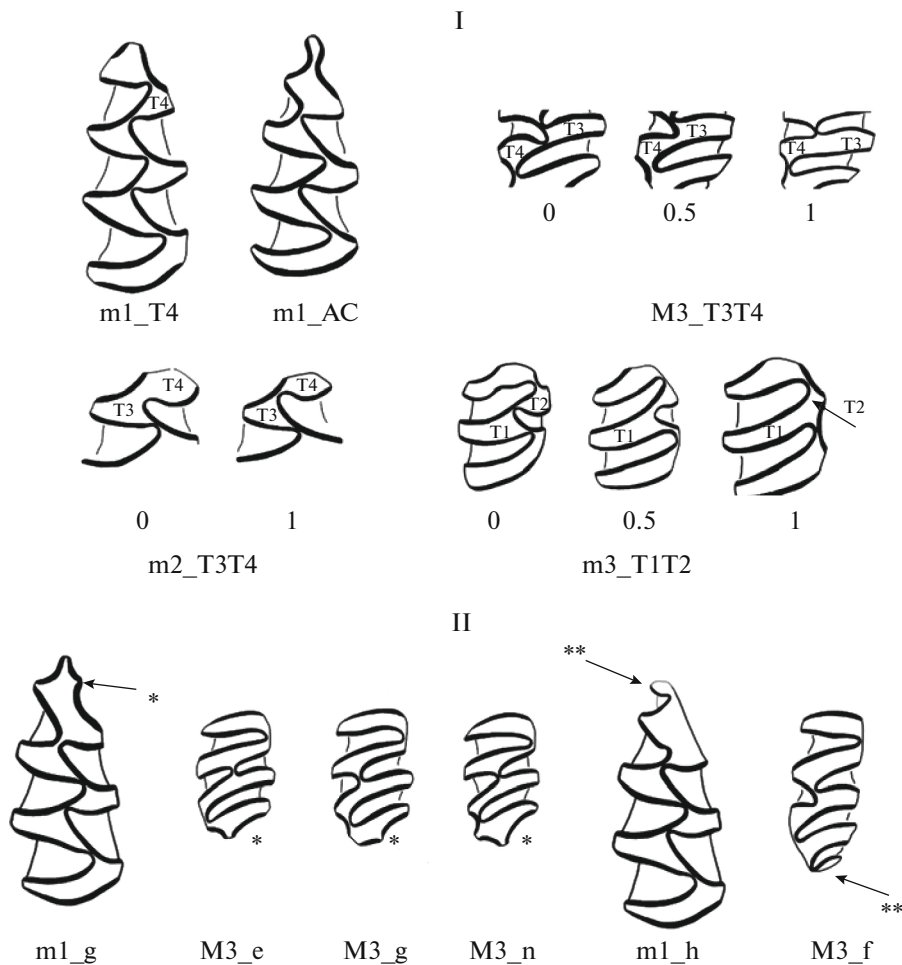 I
T4
m1_T4
m1_AC
T3
T4
T3
T4
T3
T4
0
0.5
1
M3_T3T4
T4
T3
T4
T3
0
1
m2_T3T4
T2
T1
T1
T2
T1
0
0.5
1
m3_T1T2
II
**
*
*
*
*
**
m1_g
M3_e
M3_g
M3_n
m1_h
M3_f